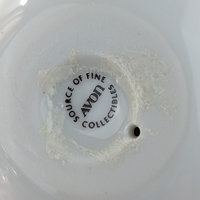 SOURCE OF FINE COLLECTIBLES
AVON